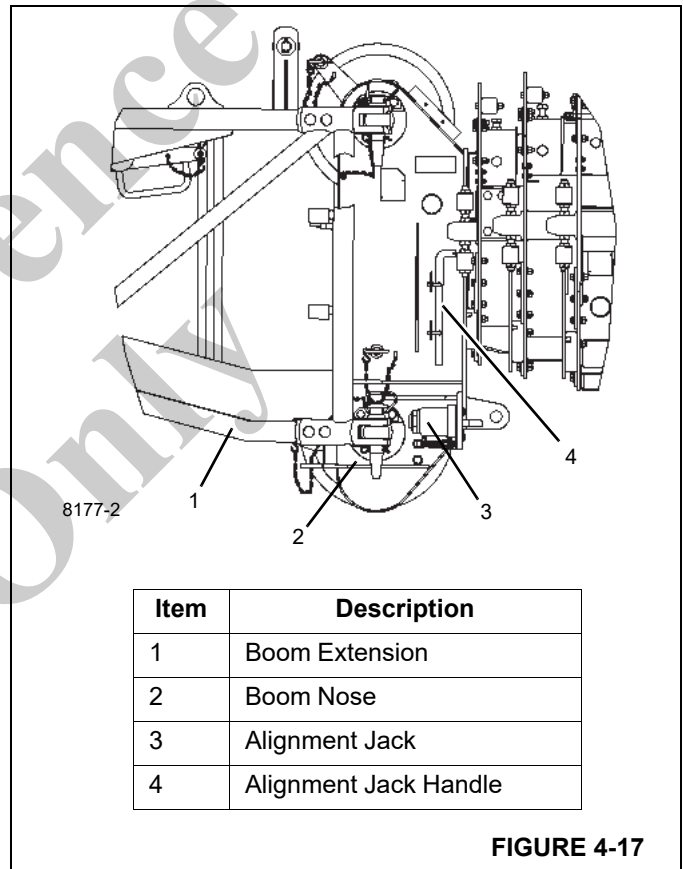 ence
Only
8177-2
1
2
3
4
Item Description
1 Boom Extension
2 Boom Nose
3 Alignment Jack
4 Alignment Jack Handle
FIGURE 4-17